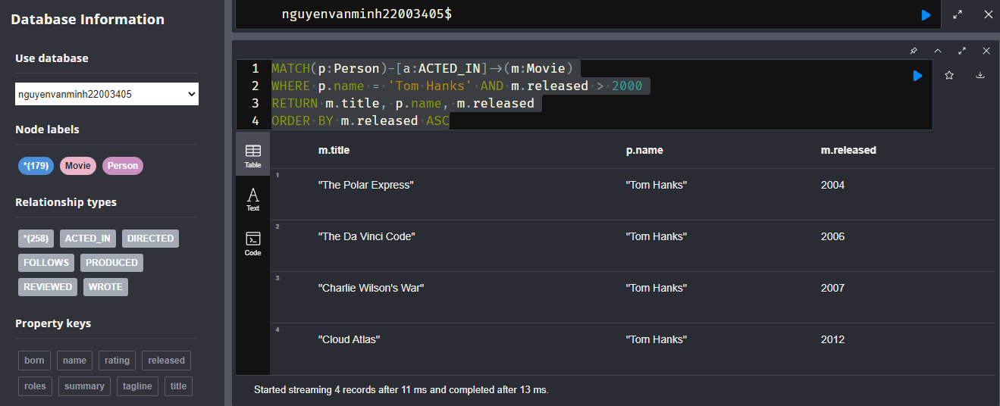 Database Information
Use database
nguyenvanminh22003405
Node labels
*(179) Movie Person
Relationship types
*(258) ACTED_IN DIRECTED
FOLLOWS PRODUCED
REVIEWED WROTE
Property keys
born name rating released
roles summary tagline title
nguyenvanminh22003405$
1 MATCH(p:Person)-[a:ACTED_IN]->(m:Movie)
2 WHERE p.name = 'Tom Hanks' AND m.released > 2000
3 RETURN m.title, p.name, m.released
4 ORDER BY m.released ASC
Table
Text
Code
m.title p.name m.released
1 "The Polar Express" "Tom Hanks" 2004
2 "The Da Vinci Code" "Tom Hanks" 2006
3 "Charlie Wilson's War" "Tom Hanks" 2007
4 "Cloud Atlas" "Tom Hanks" 2012
Started streaming 4 records after 11 ms and completed after 13 ms.